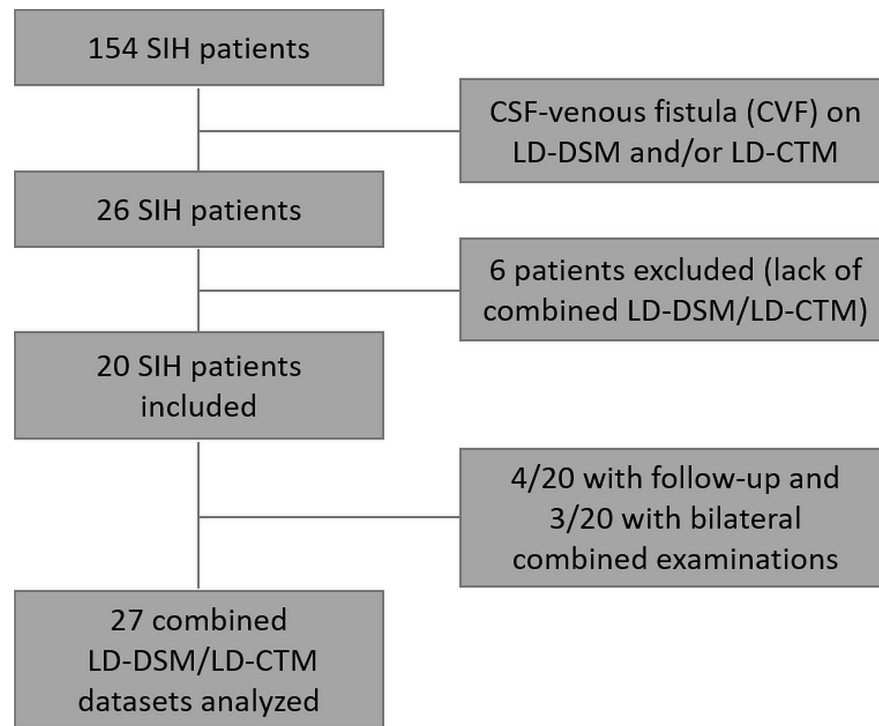 154 SIH patients
CSF-venous fistula (CVF) on
LD-DSM and/or LD-CTM
26 SIH patients
6 patients excluded (lack of
combined LD-DSM/LD-CTM)
20 SIH patients
included
4/20 with follow-up and
3/20 with bilateral
combined examinations
27 combined
LD-DSM/LD-CTM
datasets analyzed